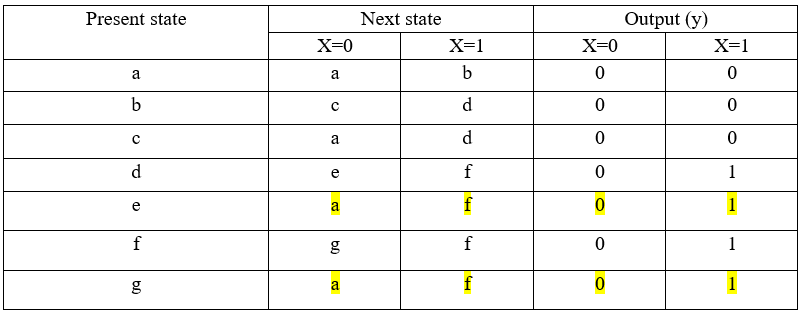 Present state Next state Output (y)
X=0 X=1 X=0 X=1
a a b 0 0
b c d 0 0
c a d 0 0
d e f 0 1
e a f 0 1
f g f 0 1
g a f 0 1